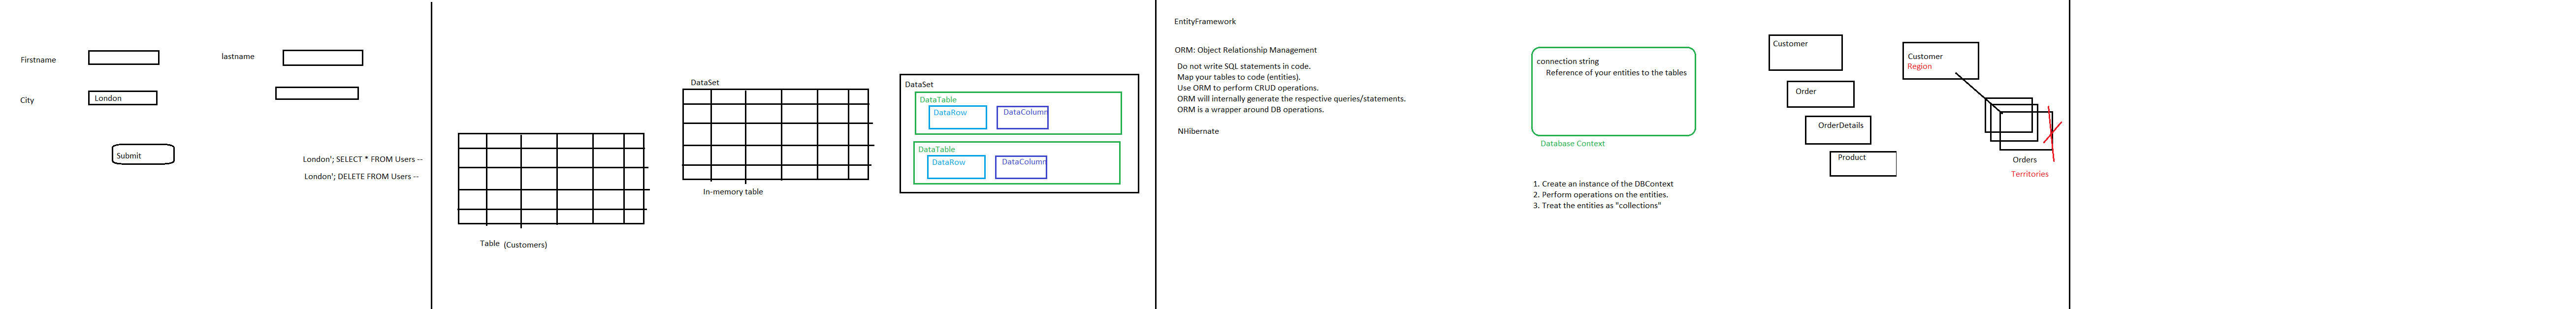 Firstname
lastname
City
London
Submit
London'; SELECT * FROM Users --
London'; DELETE FROM Users --
Table (Customers)
DataSet
In-memory table
DataSet
DataTable
DataRow
DataColumn
DataTable
DataRow
DataColumn
EntityFramework
ORM: Object Relationship Management
Do not write SQL statements in code.
Map your tables to code (entities).
Use ORM to perform CRUD operations.
ORM will internally generate the respective queries/statements.
ORM is a wrapper around DB operations.
NHibernate
connection string
Reference of your entities to the tables
Database Context
1. Create an instance of the DBContext
2. Perform operations on the entities.
3. Treat the entities as "collections"
Customer
Order
OrderDetails
Product
Customer
Region
Orders
Territories